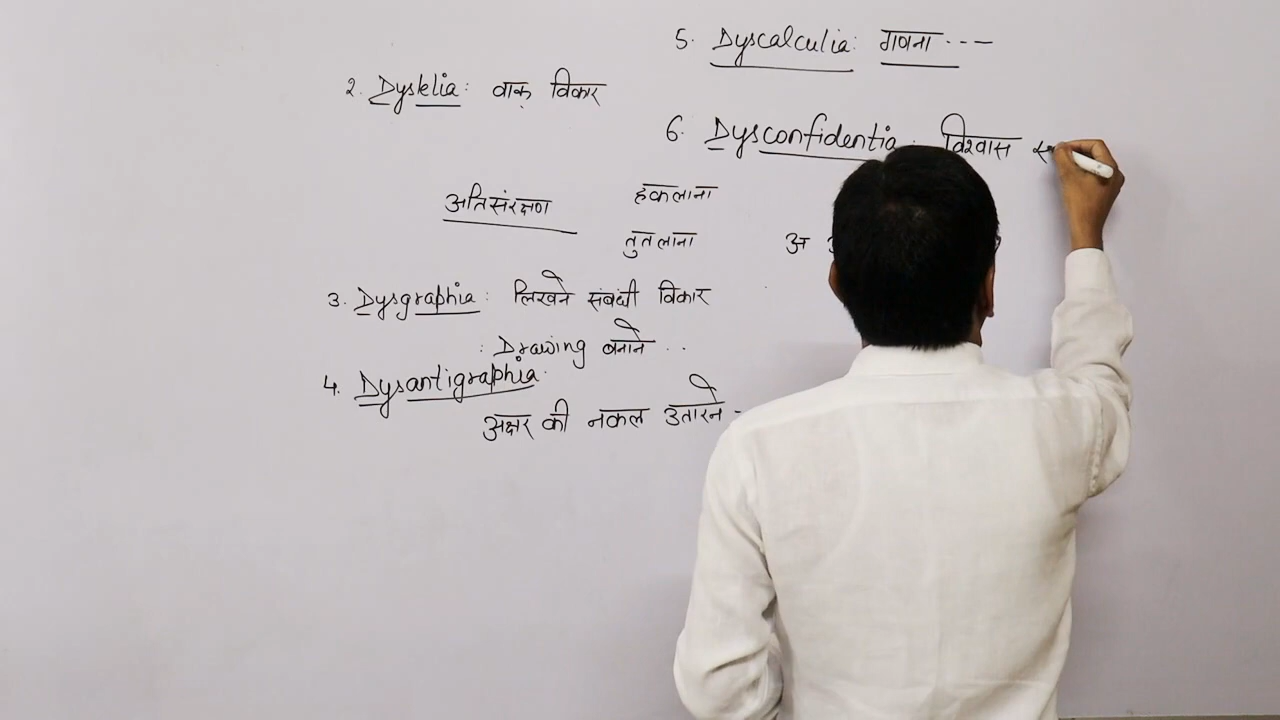 2. Dyslelia: वाक् विकार
अतिसंरक्षण
हकलाना
तुतलाना
3. Dysgraphia: लिखने संबंधी विकार
: Drawing बनाने ..
4. Dysantigraphia:
अक्षर की नकल उतारने -
5. Dyscalculia: गणना ---
6. Dysconfidentia: विश्वास
अ